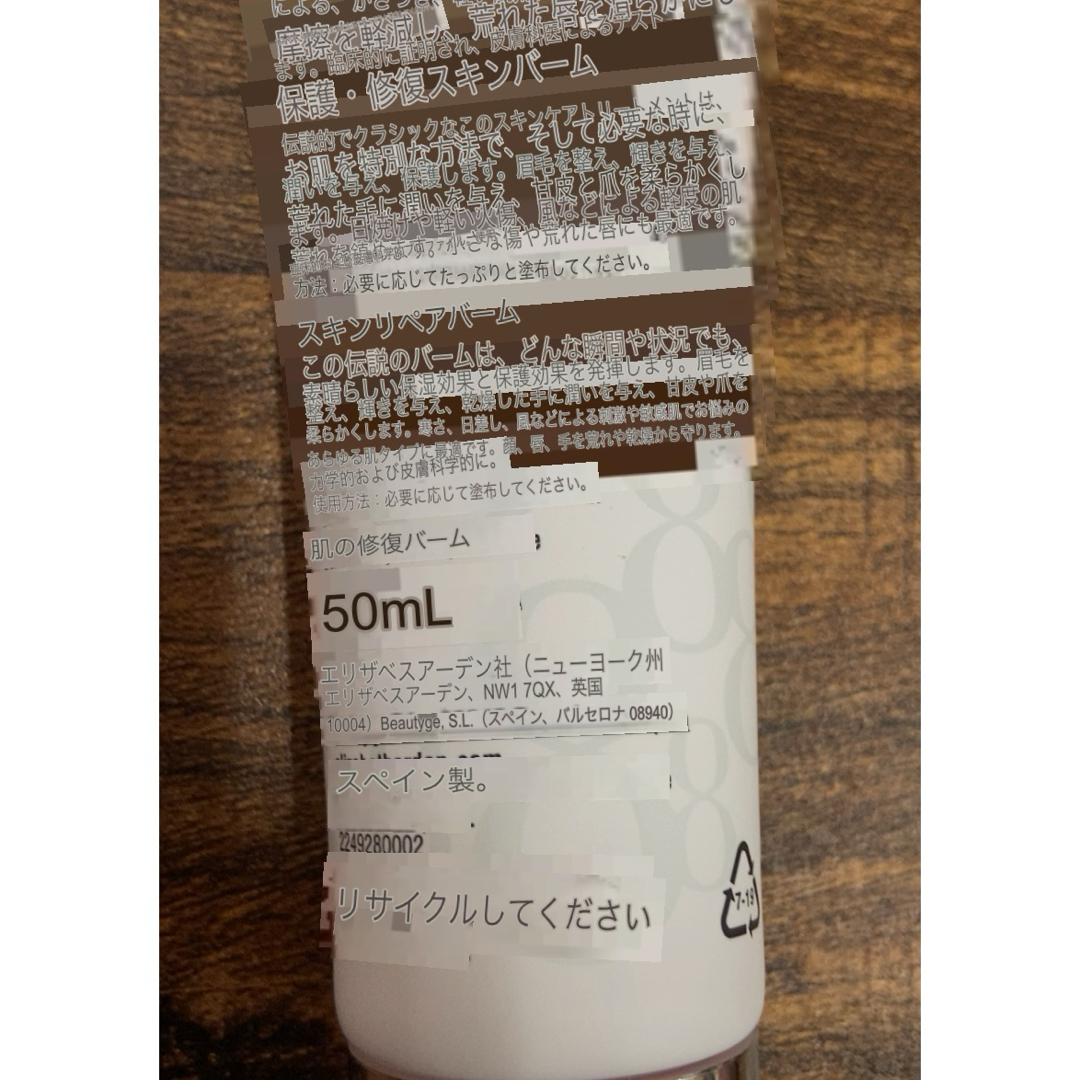 摩擦を軽減し、荒れた唇を滑らかにし
ます。臨床的に証明され、皮膚科医によるテスト
保護・修復スキンバーム
伝説的でクラシックなこのスキンケアトリートメントは、
お肌を特別な方法で、そして必要な時に、
潤いを与え、保護します。眉毛を整え、輝きを与え、
荒れた手に潤いを与え、甘皮と爪を柔らかくし
ます。日焼けや軽い火傷、風などによる軽度の肌
荒れを鎮めます。小さな傷や荒れた唇にも最適です。
方法：必要に応じてたっぷりと塗布してください。
スキンリペアバーム
この伝説のバームは、どんな瞬間や状況でも、
素晴らしい保湿効果と保護効果を発揮します。眉毛を
整え、輝きを与え、乾燥した手に潤いを与え、甘皮や爪を
柔らかくします。寒さ、日差し、風などによる刺激や敏感肌でお悩みの
あらゆる肌タイプに最適です。顔、唇、手を荒れや乾燥から守ります。
力学的および皮膚科学的に。
使用方法：必要に応じて塗布してください。
肌の修復バーム
50mL
エリザベスアーデン社（ニューヨーク州
エリザベスアーデン、NW1 7QX、英国
10004）Beautyge, S.L.（スペイン、バルセロナ 08940）
スペイン製。
2249280002
リサイクルしてください
7-19